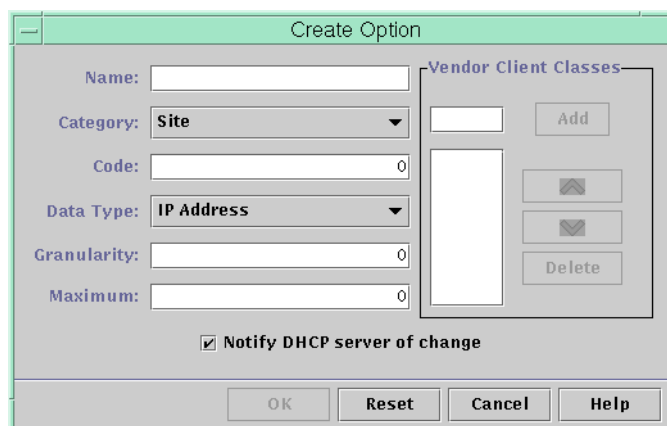 Create Option
Name:
Category: Site
Code: 0
Data Type: IP Address
Granularity: 0
Maximum: 0
Vendor Client Classes
Add
Delete
Notify DHCP server of change
OK Reset Cancel Help